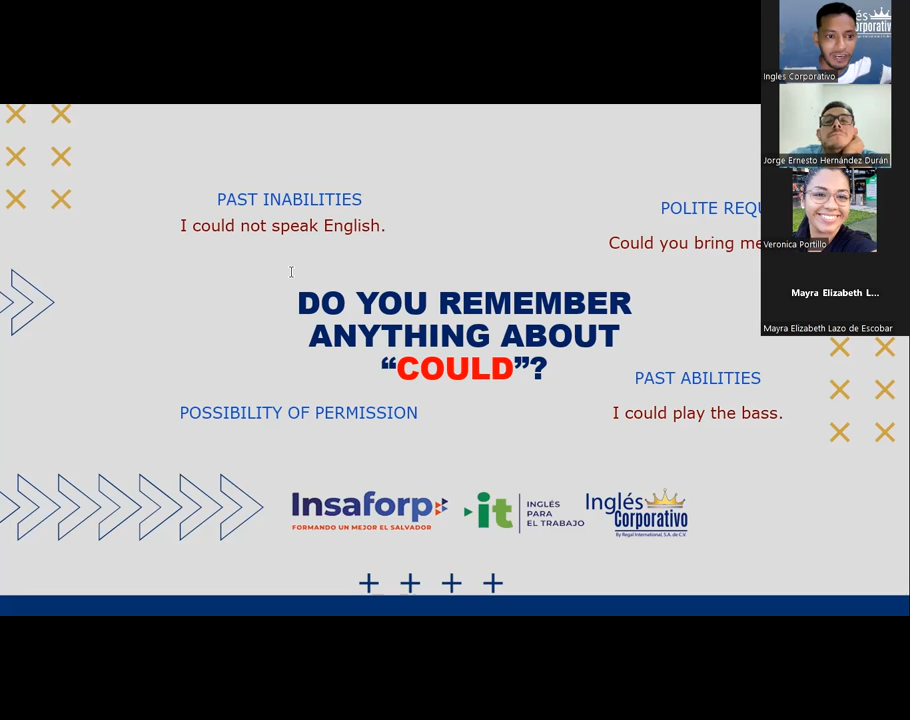 PAST INABILITIES
I could not speak English.
POLITE REQU
Could you bring me
DO YOU REMEMBER
ANYTHING ABOUT
“COULD”?
PAST ABILITIES
I could play the bass.
POSSIBILITY OF PERMISSION
Insaforp
FORMANDO UN MEJOR EL SALVADOR
it
INGLÉS
PARA
EL TRABAJO
Inglés
Corporativo
By Regal International, S.A. de C.V.
Ingles Corporativo
Jorge Ernesto Hernández Durán
Veronica Portillo
Mayra Elizabeth L...
Mayra Elizabeth Lazo de Escobar